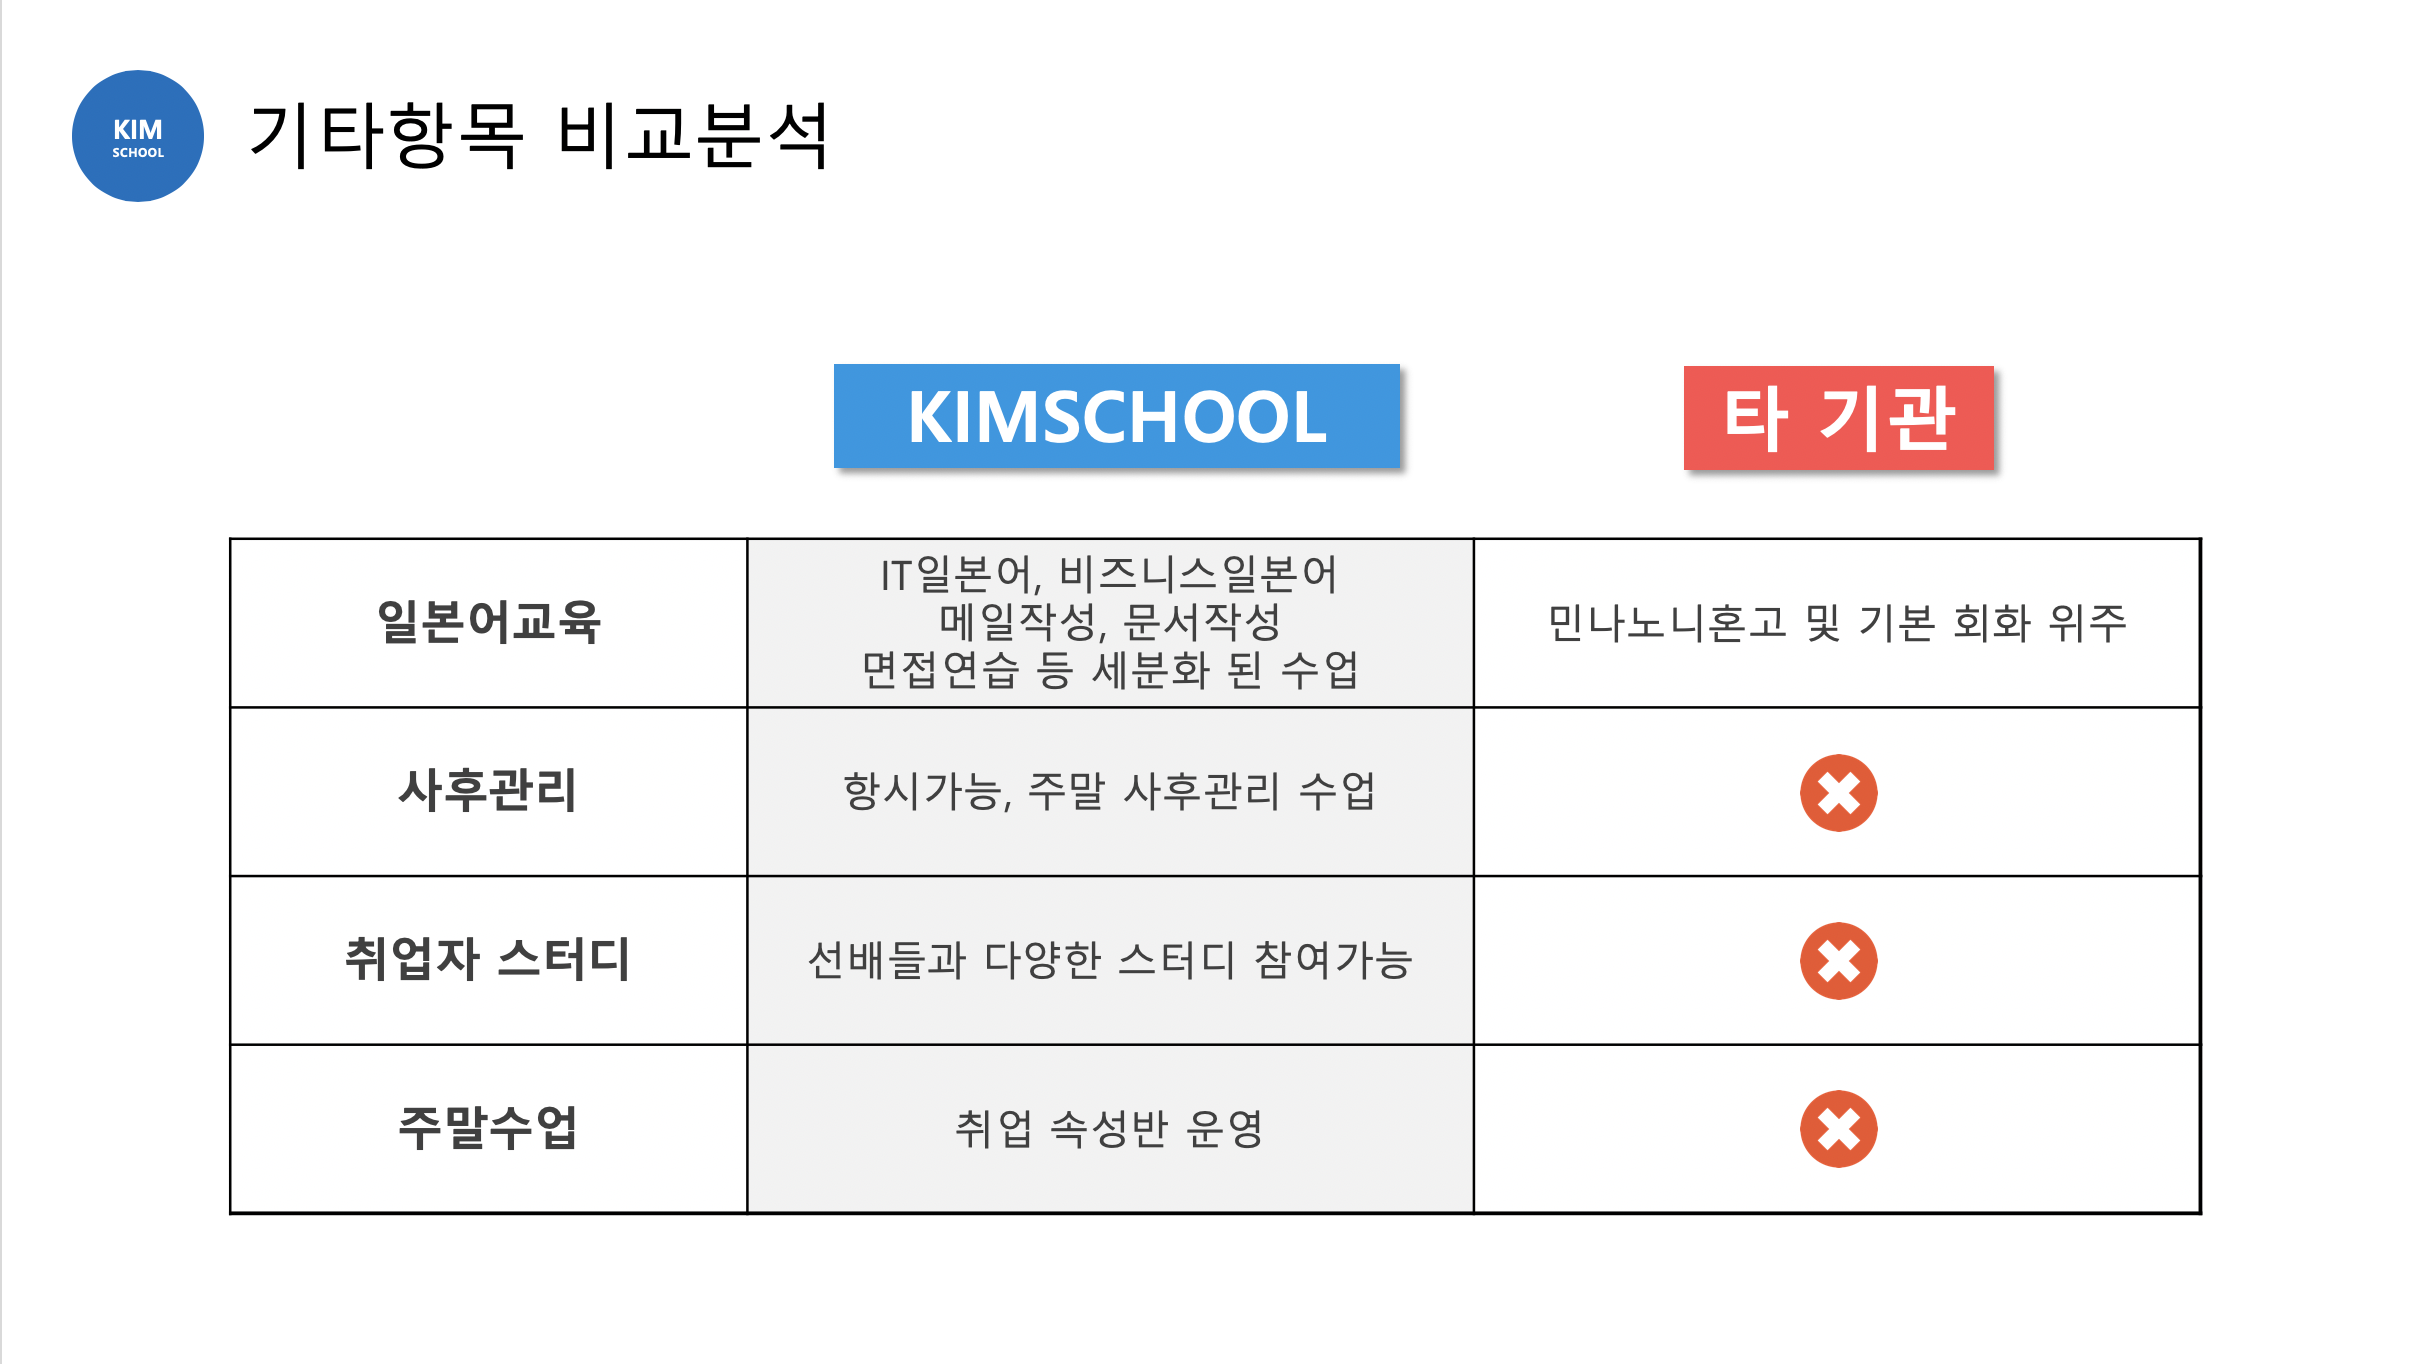 KIM
SCHOOL
기타항목 비교분석
KIMSCHOOL
타 기관
일본어교육
IT일본어, 비즈니스일본어
메일작성, 문서작성
면접연습 등 세분화 된 수업
민나노니혼고 및 기본 회화 위주
사후관리
항시가능, 주말 사후관리 수업
취업자 스터디
선배들과 다양한 스터디 참여가능
주말수업
취업 속성반 운영